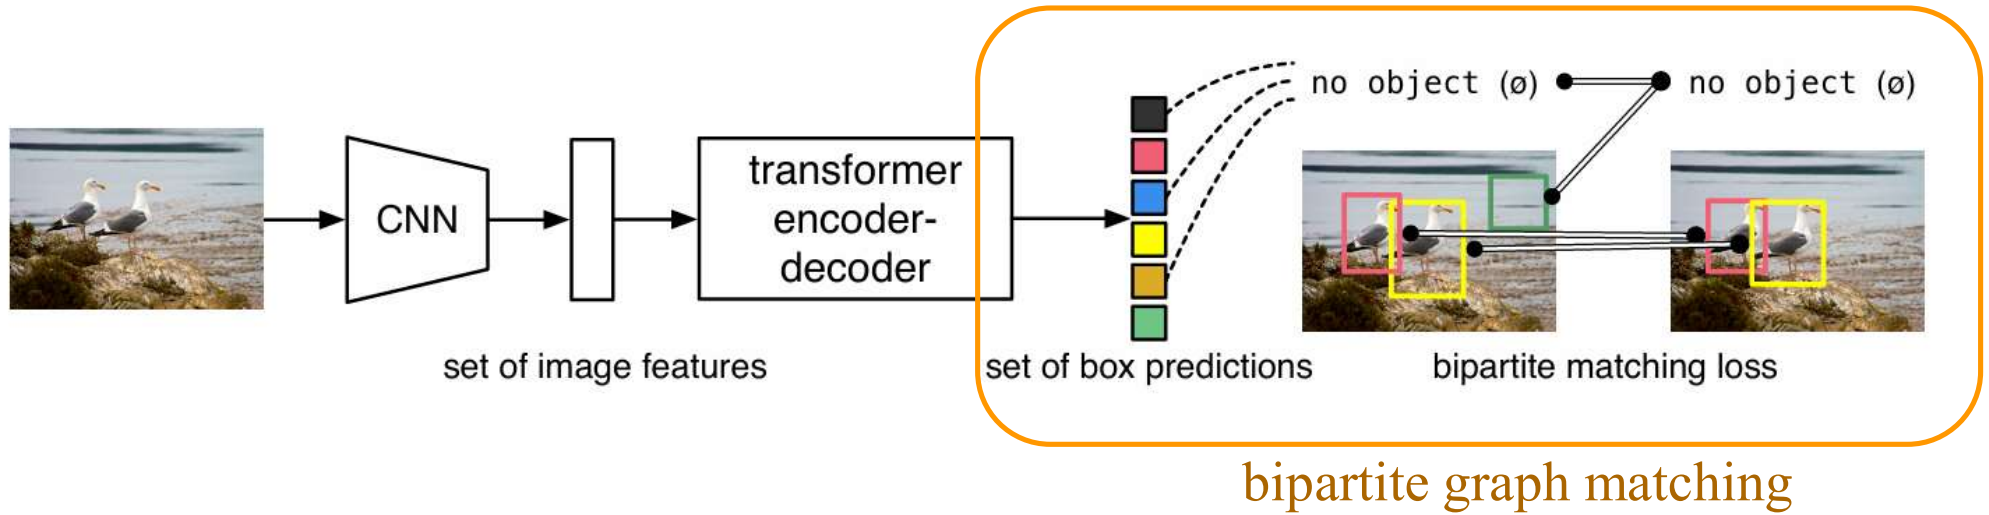 no object (ø)
no object (ø)
CNN
transformer
encoder-
decoder
set of image features
set of box predictions
bipartite matching loss
bipartite graph matching